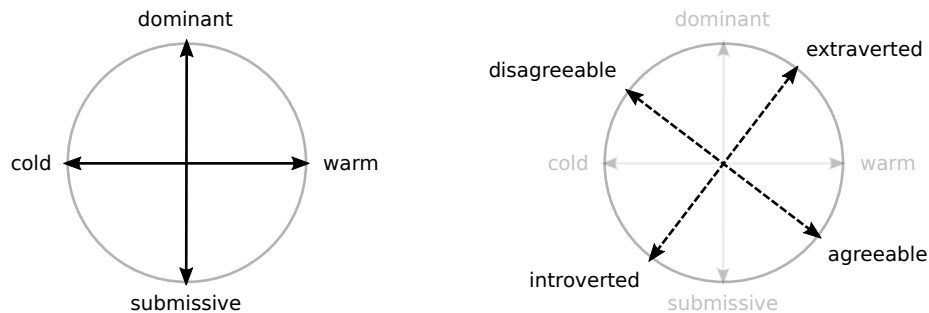 dominant
cold
warm
submissive
dominant
extraverted
disagreeable
cold
warm
agreeable
introverted
submissive